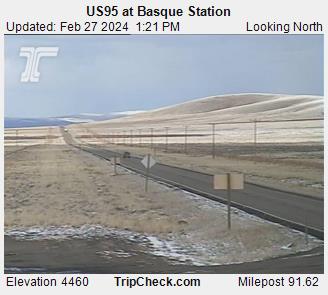 US95 at Basque Station
Updated: Feb 27 2024 1:21 PM Looking North
Elevation 4460 TripCheck.com Milepost 91.62